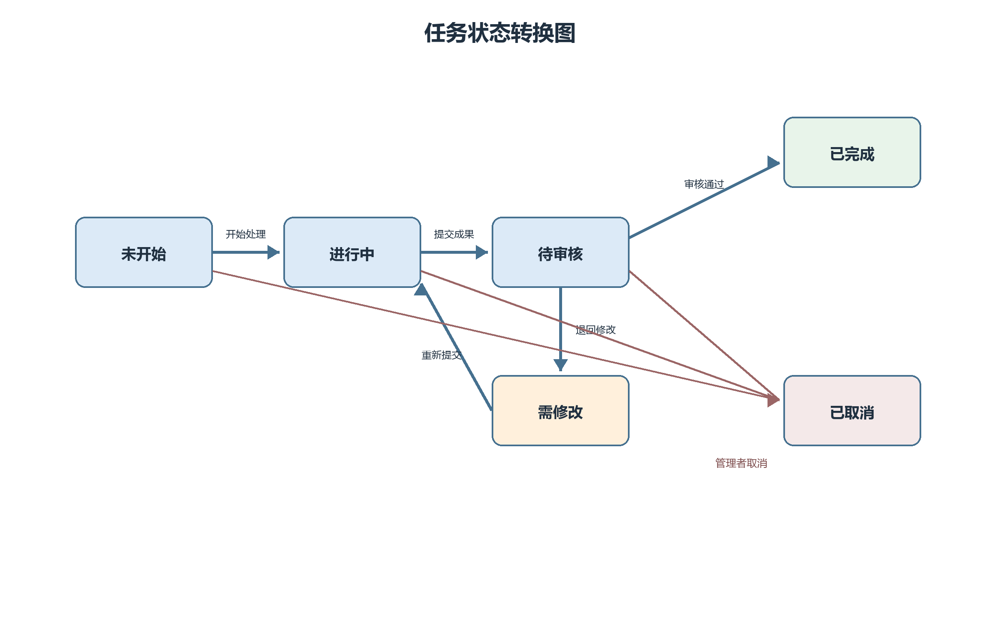 任务状态转换图
已完成
审核通过
开始处理
提交成果
未开始
进行中
待审核
退回修改
重新提交
需修改
已取消
管理者取消